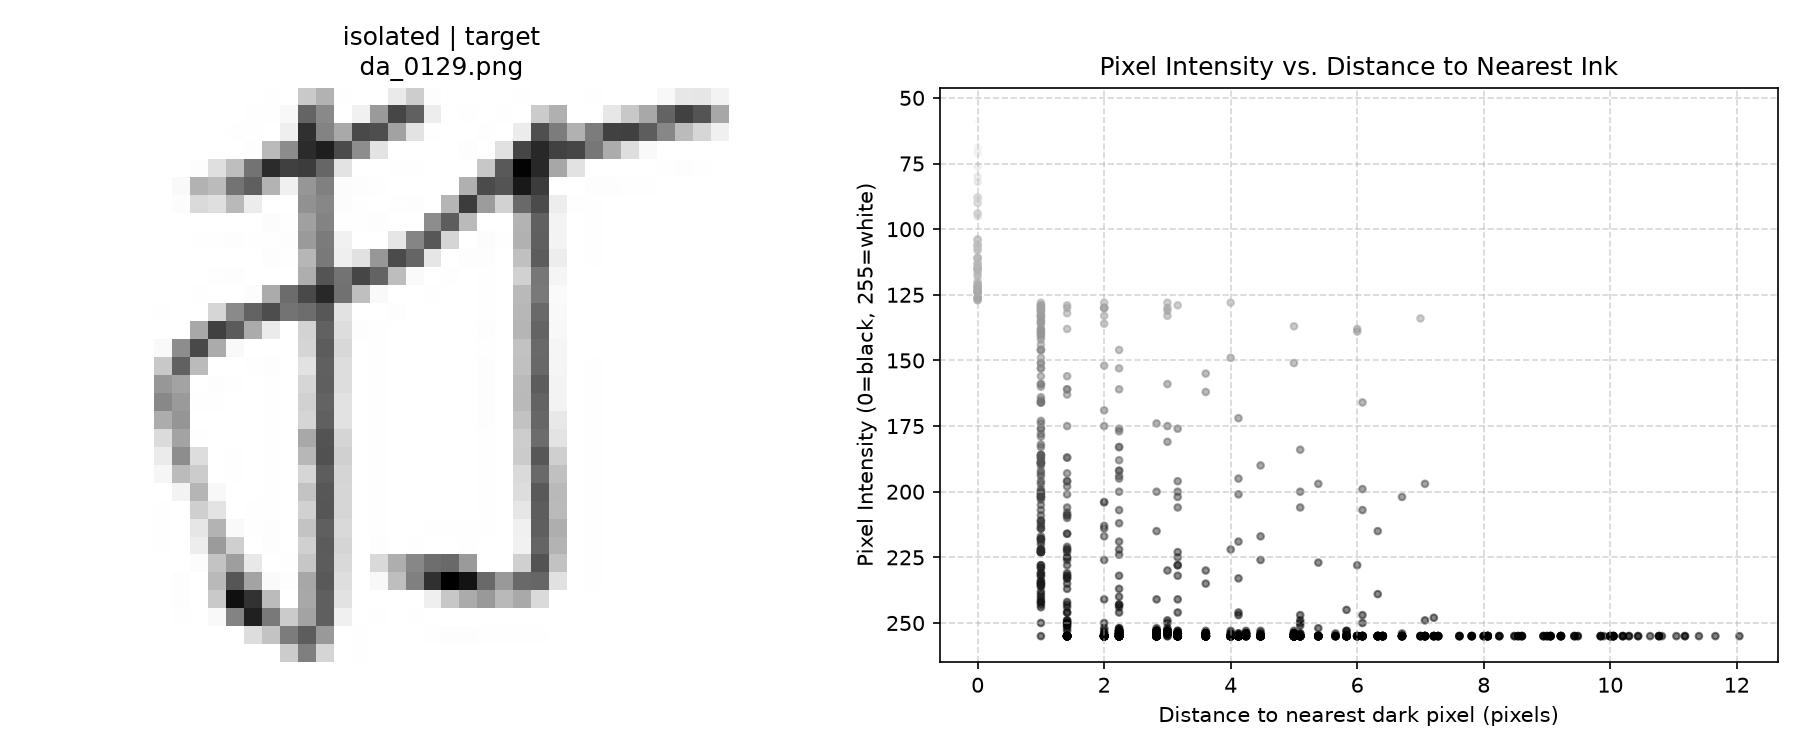 isolated | target
da_0129.png
打
Pixel Intensity vs. Distance to Nearest Ink
Pixel Intensity (0=black, 255=white)
50
75
100
125
150
175
200
225
250
0 2 4 6 8 10 12
Distance to nearest dark pixel (pixels)